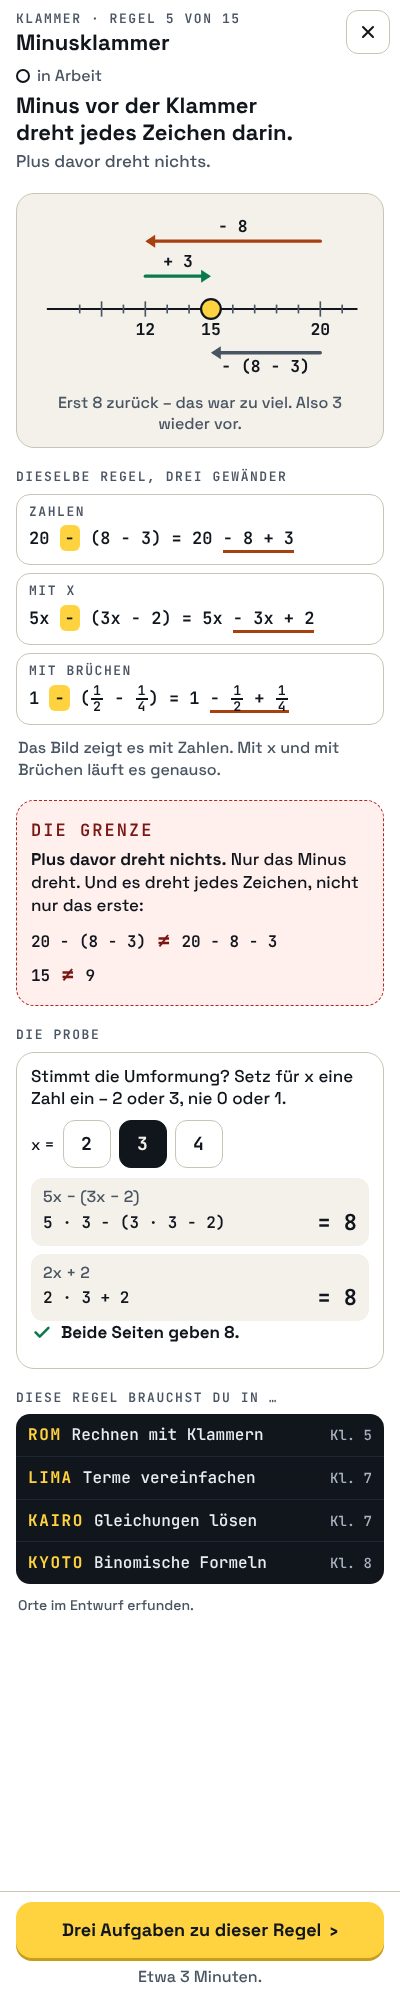 KLAMMER · REGEL 5 VON 15
Minusklammer
in Arbeit
Minus vor der Klammer
dreht jedes Zeichen darin.
Plus davor dreht nichts.
- 8
+ 3
12 15 20
- (8 - 3)
Erst 8 zurück – das war zu viel. Also 3
wieder vor.
DIESELBE REGEL, DREI GEWÄNDER
ZAHLEN
20 - (8 - 3) = 20 - 8 + 3
MIT X
5x - (3x - 2) = 5x - 3x + 2
MIT BRÜCHEN
1 - (1/2 - 1/4) = 1 - 1/2 + 1/4
Das Bild zeigt es mit Zahlen. Mit x und mit
Brüchen läuft es genauso.
DIE GRENZE
Plus davor dreht nichts. Nur das Minus
dreht. Und es dreht jedes Zeichen, nicht
nur das erste:
20 - (8 - 3) ≠ 20 - 8 - 3
15 ≠ 9
DIE PROBE
Stimmt die Umformung? Setz für x eine
Zahl ein – 2 oder 3, nie 0 oder 1.
x = 2 3 4
5x − (3x − 2)
5 · 3 - (3 · 3 - 2) = 8
2x + 2
2 · 3 + 2 = 8
Beide Seiten geben 8.
DIESE REGEL BRAUCHST DU IN …
ROM Rechnen mit Klammern Kl. 5
LIMA Terme vereinfachen Kl. 7
KAIRO Gleichungen lösen Kl. 7
KYOTO Binomische Formeln Kl. 8
Orte im Entwurf erfunden.
Drei Aufgaben zu dieser Regel ›
Etwa 3 Minuten.